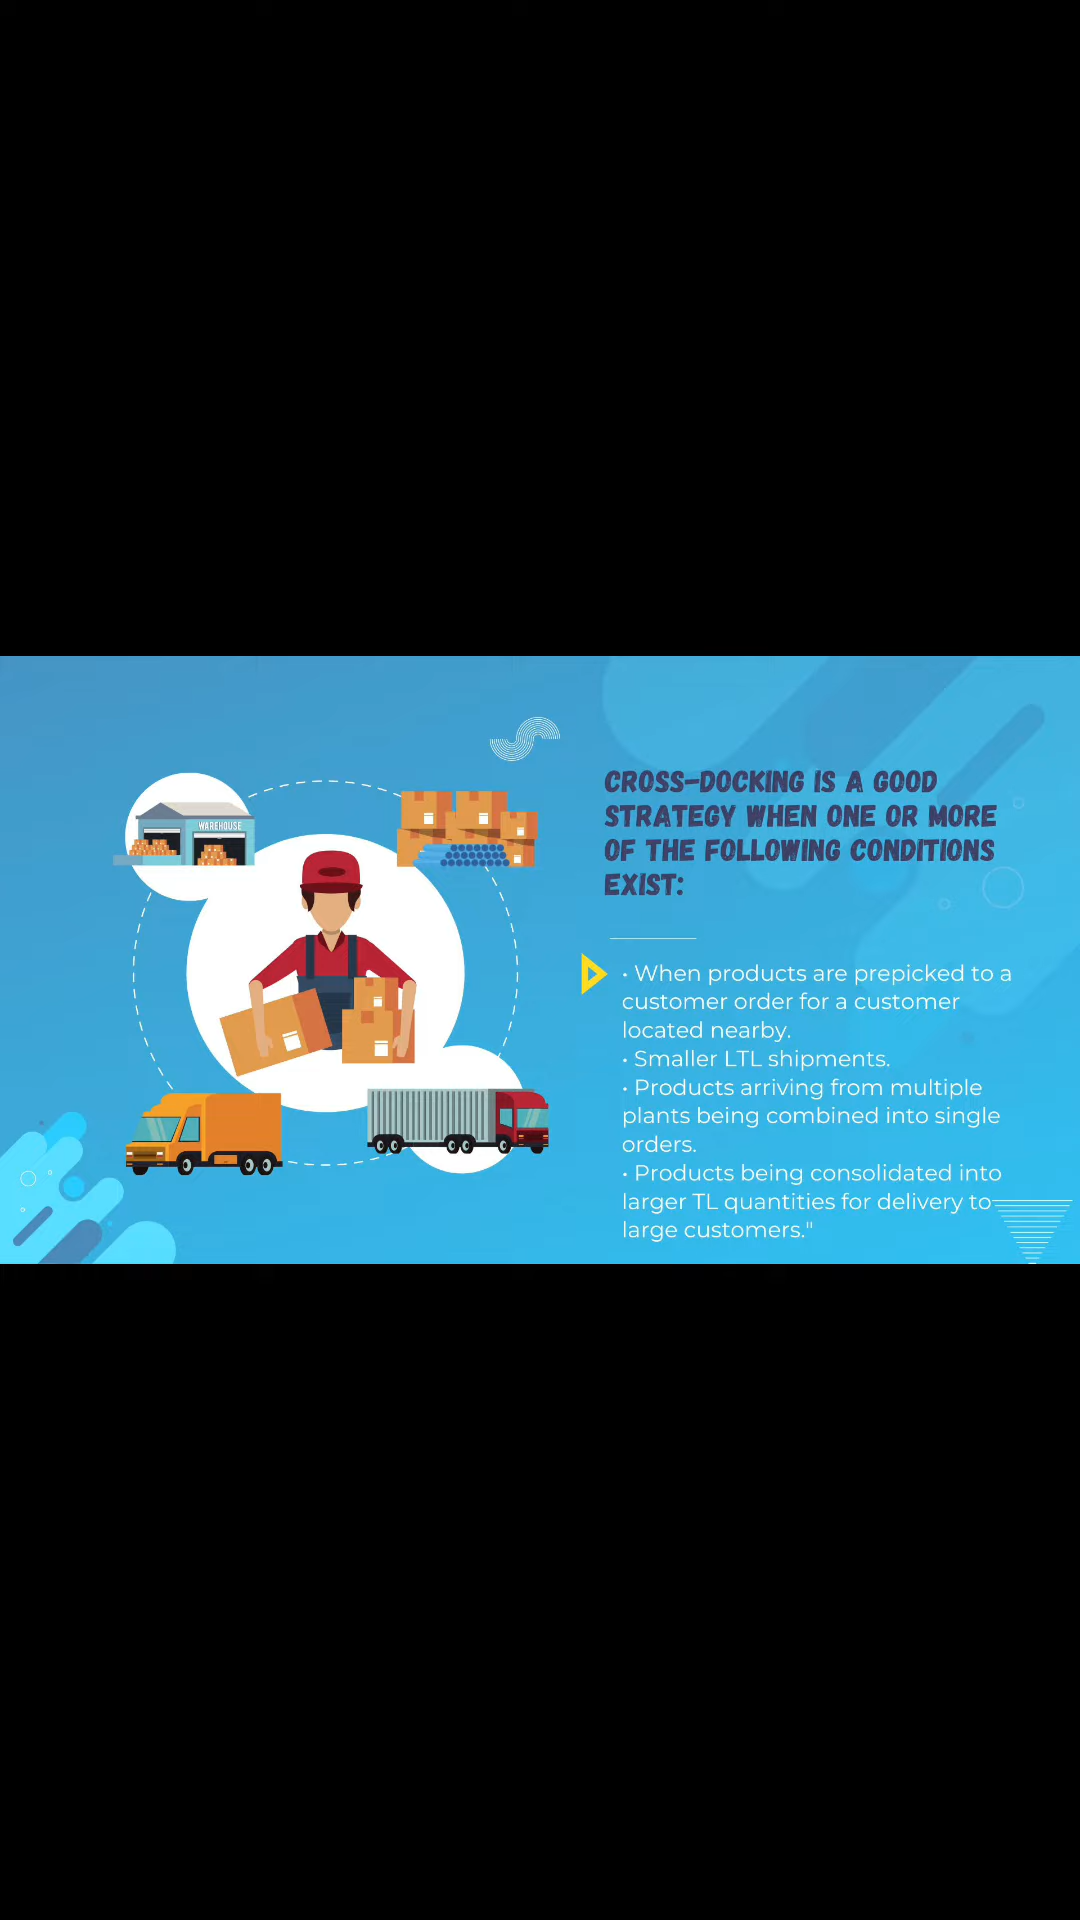 WAREHOUSE
CROSS-DOCKING IS A GOOD
STRATEGY WHEN ONE OR MORE
OF THE FOLLOWING CONDITIONS
EXIST:
• When products are prepicked to a
customer order for a customer
located nearby.
• Smaller LTL shipments.
• Products arriving from multiple
plants being combined into single
orders.
• Products being consolidated into
larger TL quantities for delivery to
large customers."